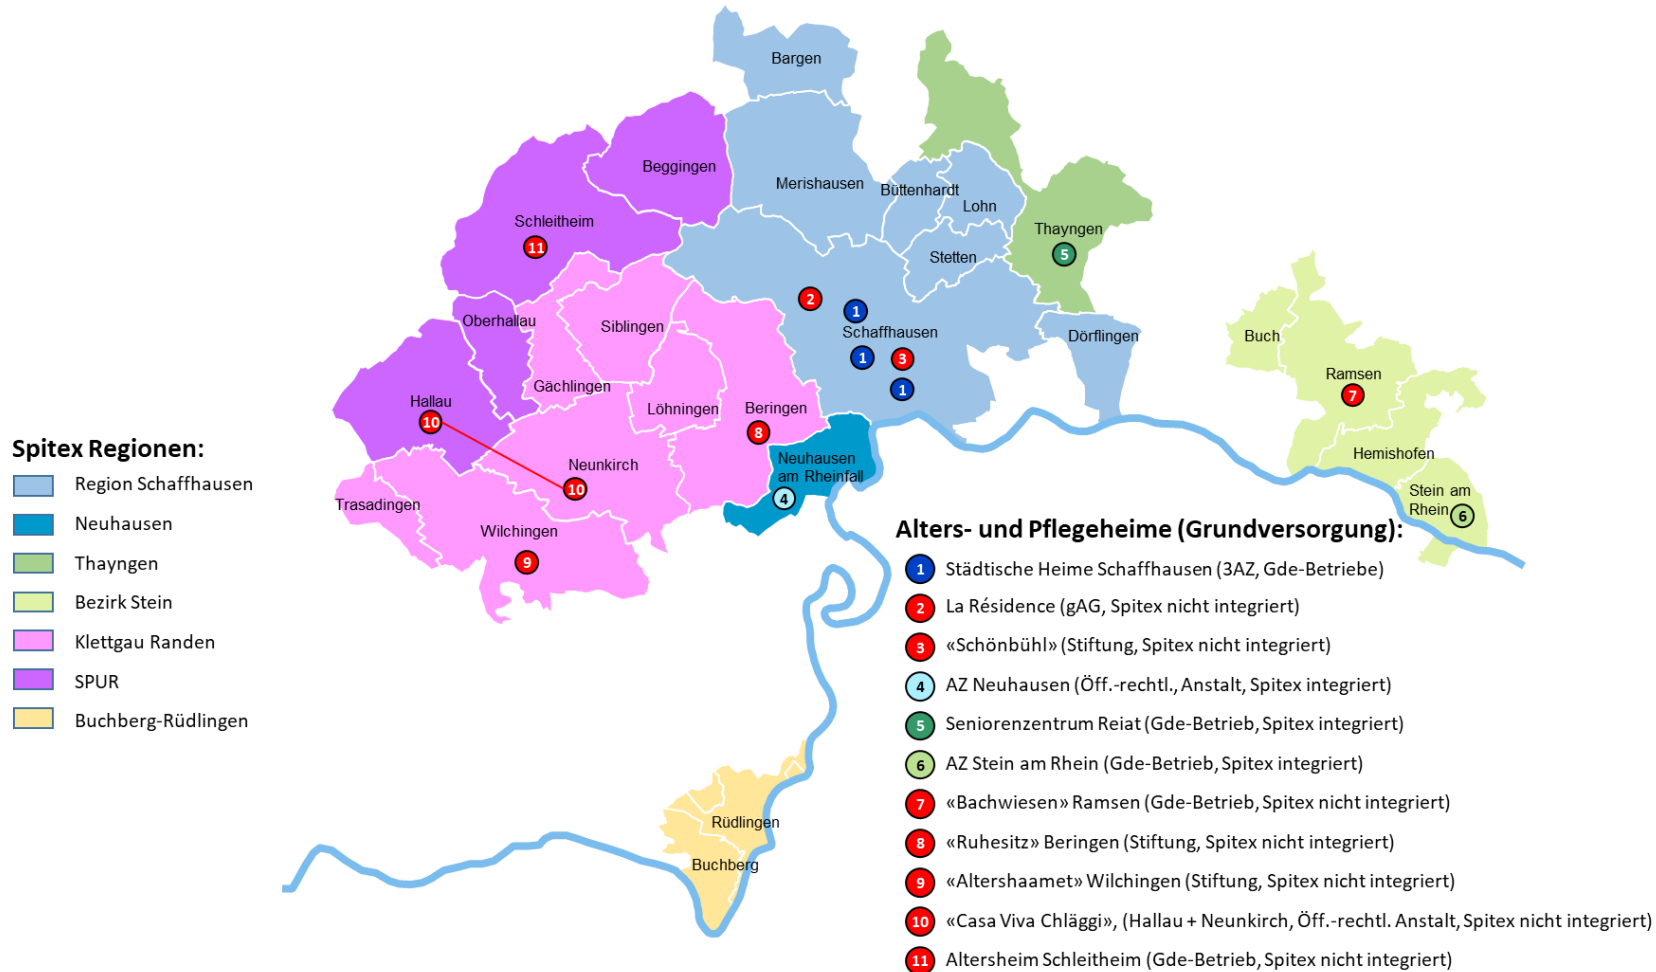 Bargen
Beggingen
Merishausen
Büttenhardt
Lohn
Schleitheim
11
Thayngen
5
Stetten
2
1
Oberhallau
Siblingen
Schaffhausen
Dörflingen
Buch
1
3
Gächlingen
1
Ramsen
7
Hallau
10
Löhningen
Beringen
8
Neuhausen
am Rheinfall
4
Hemishofen
Neunkirch
10
Stein am
Rhein
6
Trasadingen
Wilchingen
9
Rüdlingen
Buchberg
Spitex Regionen:
Region Schaffhausen
Neuhausen
Thayngen
Bezirk Stein
Klettgau Randen
SPUR
Buchberg-Rüdlingen
Alters- und Pflegeheime (Grundversorgung):
1 Städtische Heime Schaffhausen (3AZ, Gde-Betriebe)
2 La Résidence (gAG, Spitex nicht integriert)
3 «Schönbühl» (Stiftung, Spitex nicht integriert)
4 AZ Neuhausen (Öff.-rechtl., Anstalt, Spitex integriert)
5 Seniorenzentrum Reiat (Gde-Betrieb, Spitex integriert)
6 AZ Stein am Rhein (Gde-Betrieb, Spitex integriert)
7 «Bachwiesen» Ramsen (Gde-Betrieb, Spitex nicht integriert)
8 «Ruhesitz» Beringen (Stiftung, Spitex nicht integriert)
9 «Altershaamet» Wilchingen (Stiftung, Spitex nicht integriert)
10 «Casa Viva Chläggi», (Hallau + Neunkirch, Öff.-rechtl. Anstalt, Spitex nicht integriert)
11 Altersheim Schleitheim (Gde-Betrieb, Spitex nicht integriert)